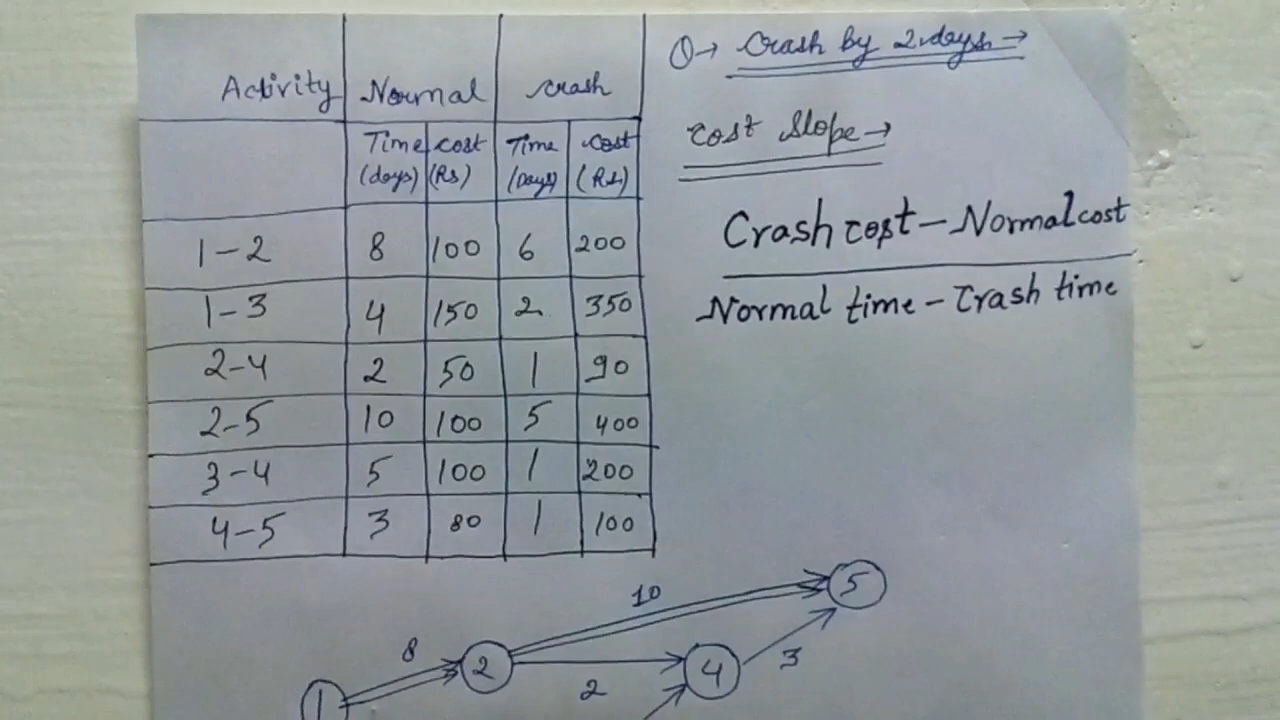 Activity Normal crash
Time (days) cost (Rs) Time (Days) cost (Rs)
1-2 8 100 6 200
1-3 4 150 2 350
2-4 2 50 1 90
2-5 10 100 5 400
3-4 5 100 1 200
4-5 3 80 1 100
Q→ Crash by 2 days →
Cost Slope →
Crash cost - Normal cost
Normal time - Crash time
10
5
8
2
4
3
2
1